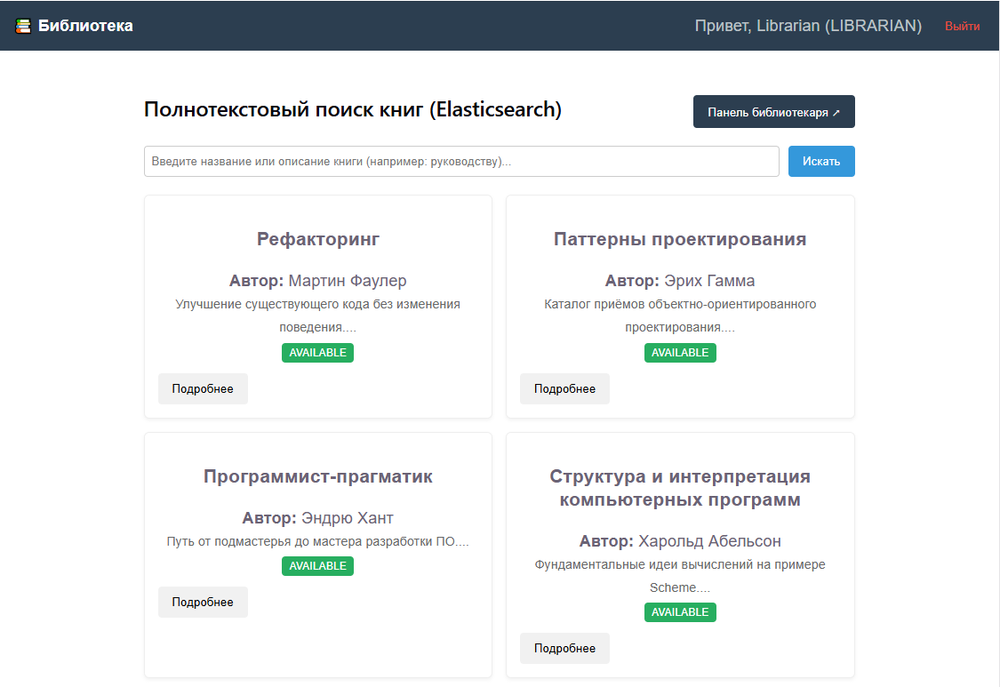 Библиотека
Привет, Librarian (LIBRARIAN)
Выйти
Полнотекстовый поиск книг (Elasticsearch)
Панель библиотекаря ↗
Введите название или описание книги (например: руководству)...
Искать
Рефакторинг
Автор: Мартин Фаулер
Улучшение существующего кода без изменения
поведения....
AVAILABLE
Подробнее
Паттерны проектирования
Автор: Эрих Гамма
Каталог приёмов объектно-ориентированного
проектирования....
AVAILABLE
Подробнее
Программист-прагматик
Автор: Эндрю Хант
Путь от подмастерья до мастера разработки ПО....
AVAILABLE
Подробнее
Структура и интерпретация
компьютерных программ
Автор: Харольд Абельсон
Фундаментальные идеи вычислений на примере
Scheme....
AVAILABLE
Подробнее